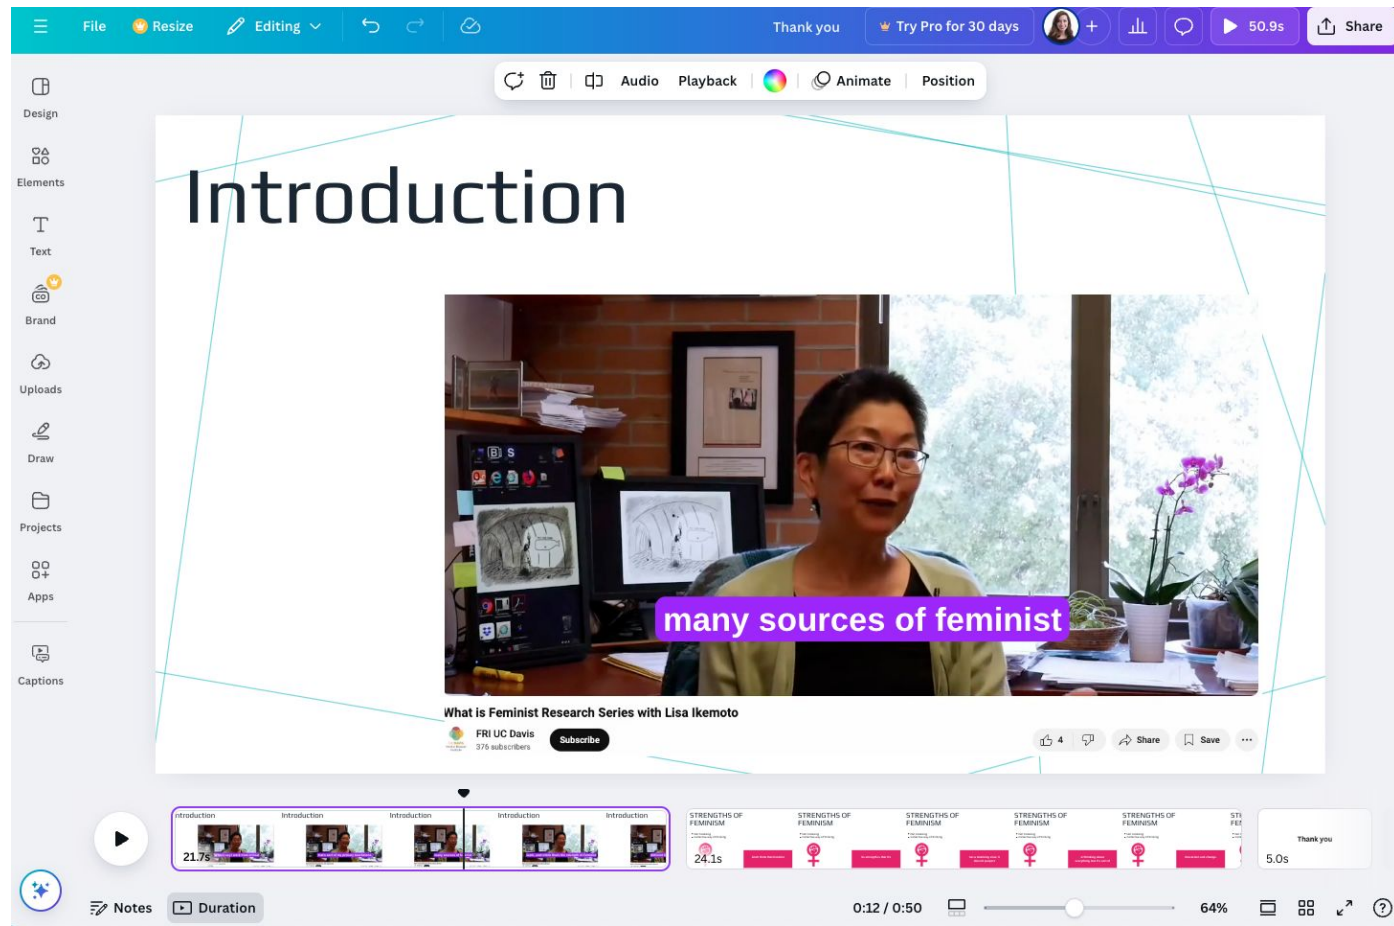 File
Resize
Editing
Thank you
Try Pro for 30 days
+
50.9s
Share
Audio
Playback
Animate
Position
Design
Elements
Text
Brand
Uploads
Draw
Projects
Apps
Captions
Introduction
many sources of feminist
What is Feminist Research Series with Lisa Ikemoto
FRI UC Davis
376 subscribers
Subscribe
4
Share
Save
ntroduction
Introduction
Introduction
Introduction
Introduction
21.7s
STRENGTHS OF
FEMINISM
STRENGTHS OF
FEMINISM
STRENGTHS OF
FEMINISM
STRENGTHS OF
FEMINISM
STRENGTHS OF
FEMINISM
24.1s
Thank you
5.0s
Notes
Duration
0:12 / 0:50
64%